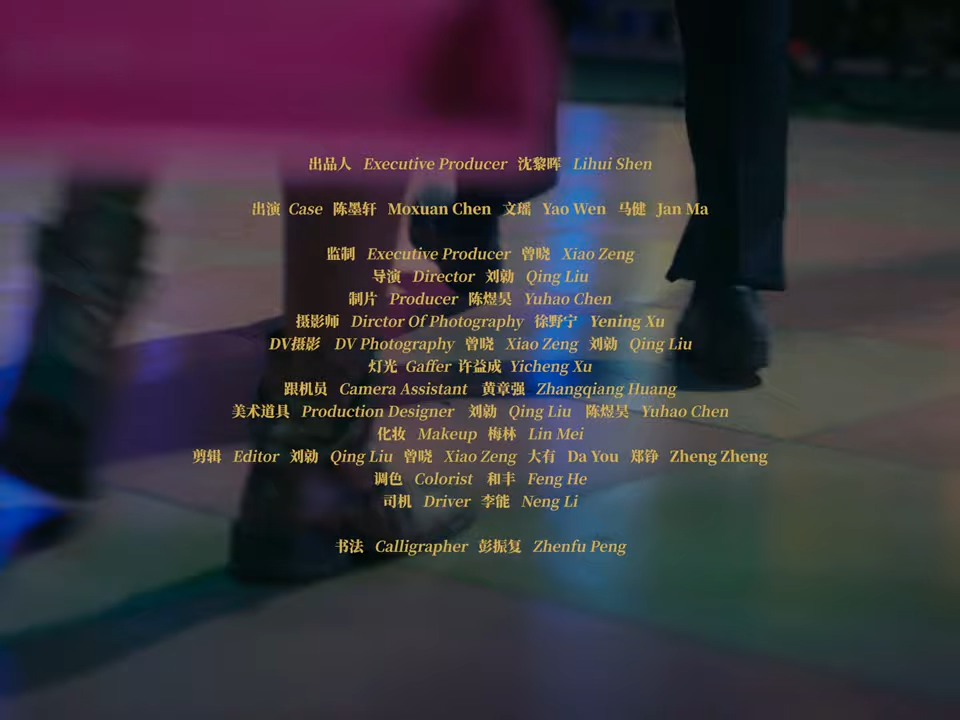 出品人 Executive Producer 沈黎晖 Lihui Shen
出演 Case 陈墨轩 Moxuan Chen 文瑶 Yao Wen 马健 Jan Ma
监制 Executive Producer 曾晓 Xiao Zeng
导演 Director 刘勍 Qing Liu
制片 Producer 陈煜昊 Yuhao Chen
摄影师 Dirctor Of Photography 徐野宁 Yening Xu
DV摄影 DV Photography 曾晓 Xiao Zeng 刘勍 Qing Liu
灯光 Gaffer 许益成 Yicheng Xu
跟机员 Camera Assistant 黄章强 Zhangqiang Huang
美术道具 Production Designer 刘勍 Qing Liu 陈煜昊 Yuhao Chen
化妆 Makeup 梅林 Lin Mei
剪辑 Editor 刘勍 Qing Liu 曾晓 Xiao Zeng 大有 Da You 郑铮 Zheng Zheng
调色 Colorist 和丰 Feng He
司机 Driver 李能 Neng Li
书法 Calligrapher 彭振复 Zhenfu Peng